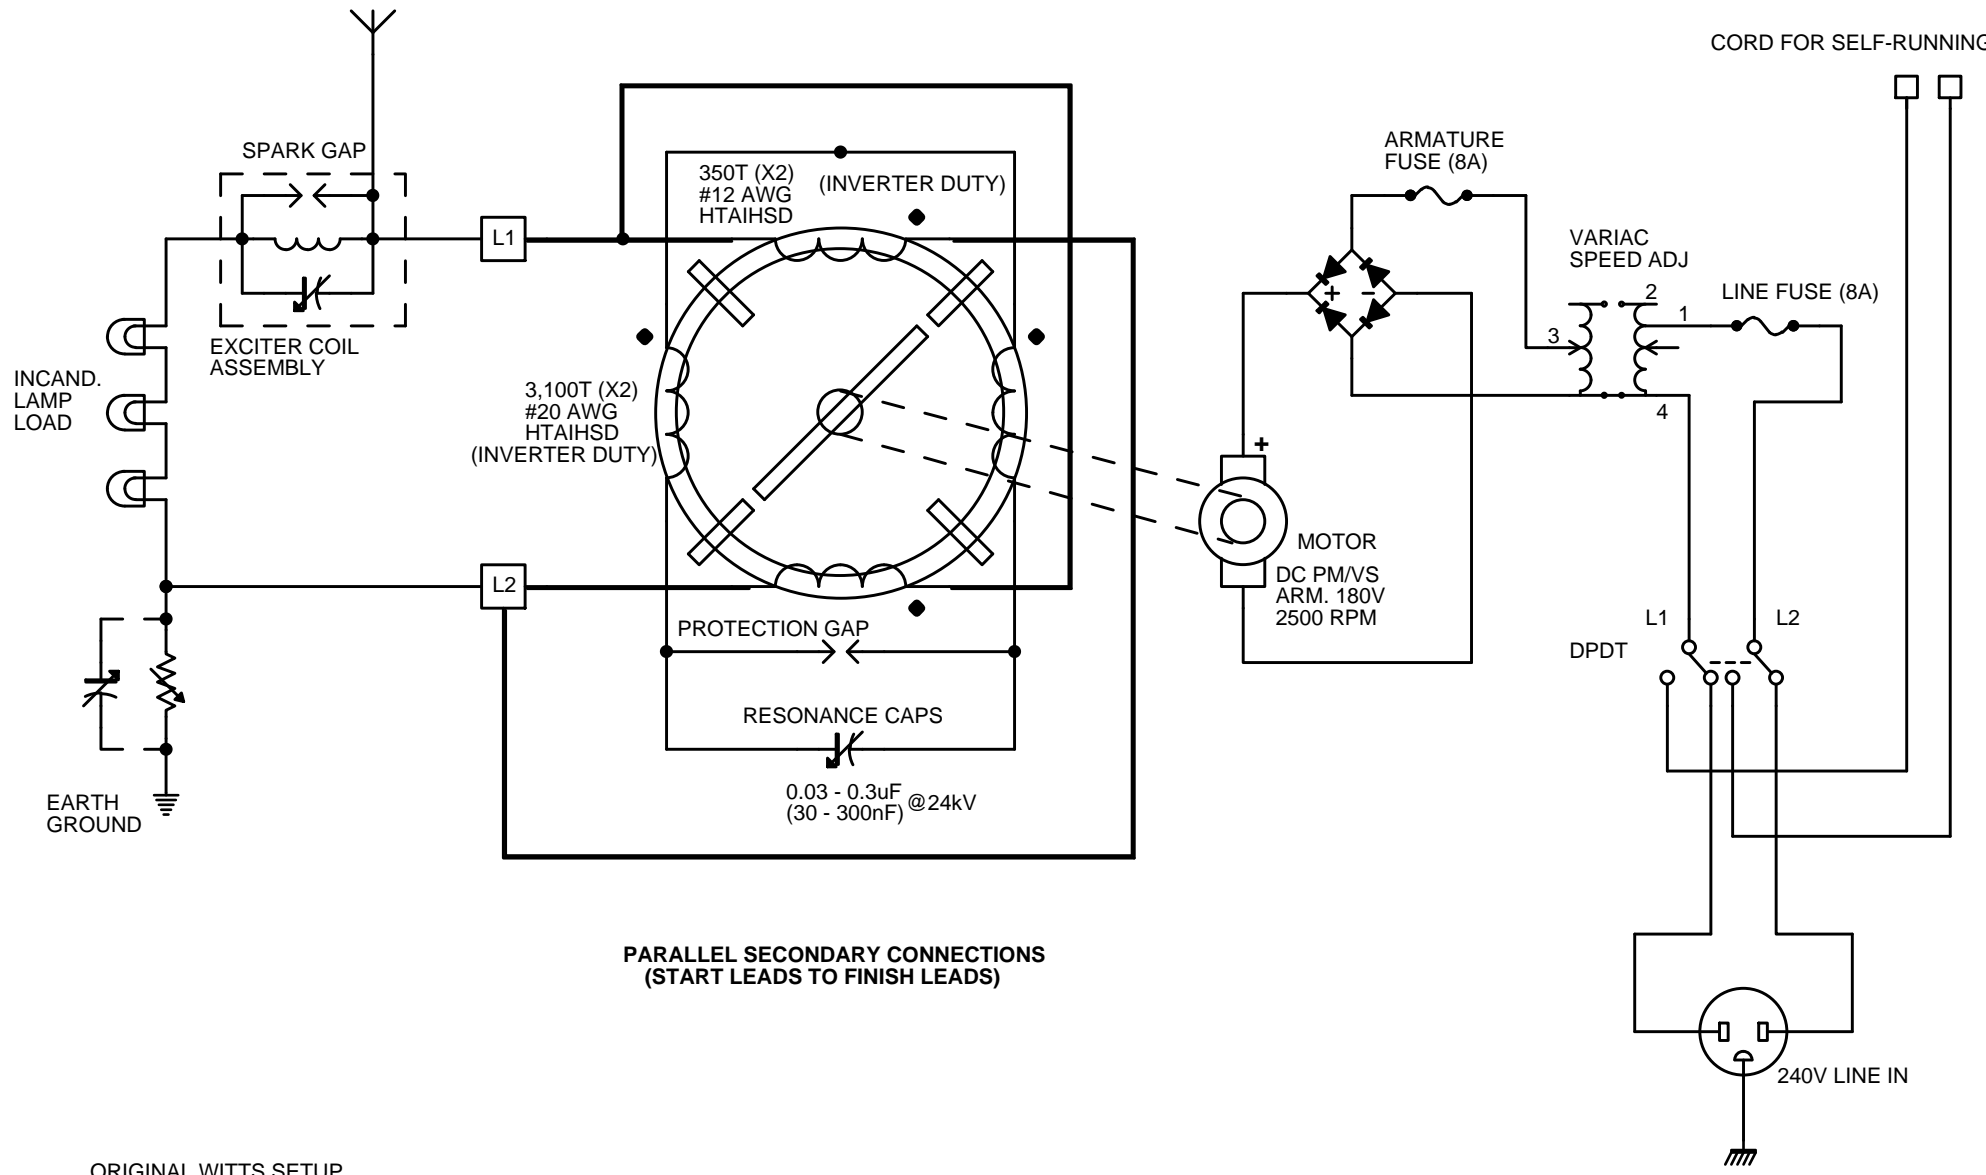 CORD FOR SELF-RUNNING
SPARK GAP
EXCITER COIL
ASSEMBLY
INCAND.
LAMP
LOAD
EARTH
GROUND
L1
L2
350T (X2)
#12 AWG
HTAIHSD
(INVERTER DUTY)
3,100T (X2)
#20 AWG
HTAIHSD
(INVERTER DUTY)
PROTECTION GAP
RESONANCE CAPS
0.03 - 0.3uF
(30 - 300nF)
@24kV
PARALLEL SECONDARY CONNECTIONS
(START LEADS TO FINISH LEADS)
ARMATURE
FUSE (8A)
+ -
+
MOTOR
DC PM/VS
ARM. 180V
2500 RPM
VARIAC
SPEED ADJ
LINE FUSE (8A)
2
1
3
4
L1
L2
DPDT
240V LINE IN
ORIGINAL WITTS SETUP